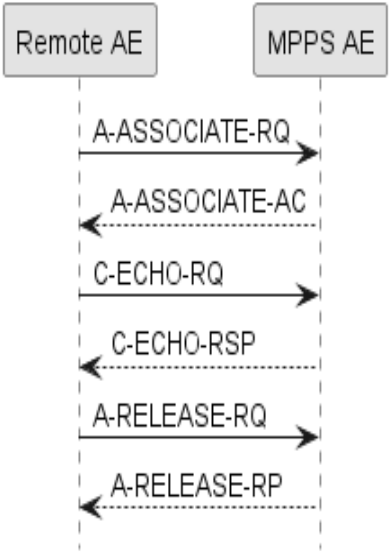 Remote AE
MPPS AE
A-ASSOCIATE-RQ
A-ASSOCIATE-AC
C-ECHO-RQ
C-ECHO-RSP
A-RELEASE-RQ
A-RELEASE-RP